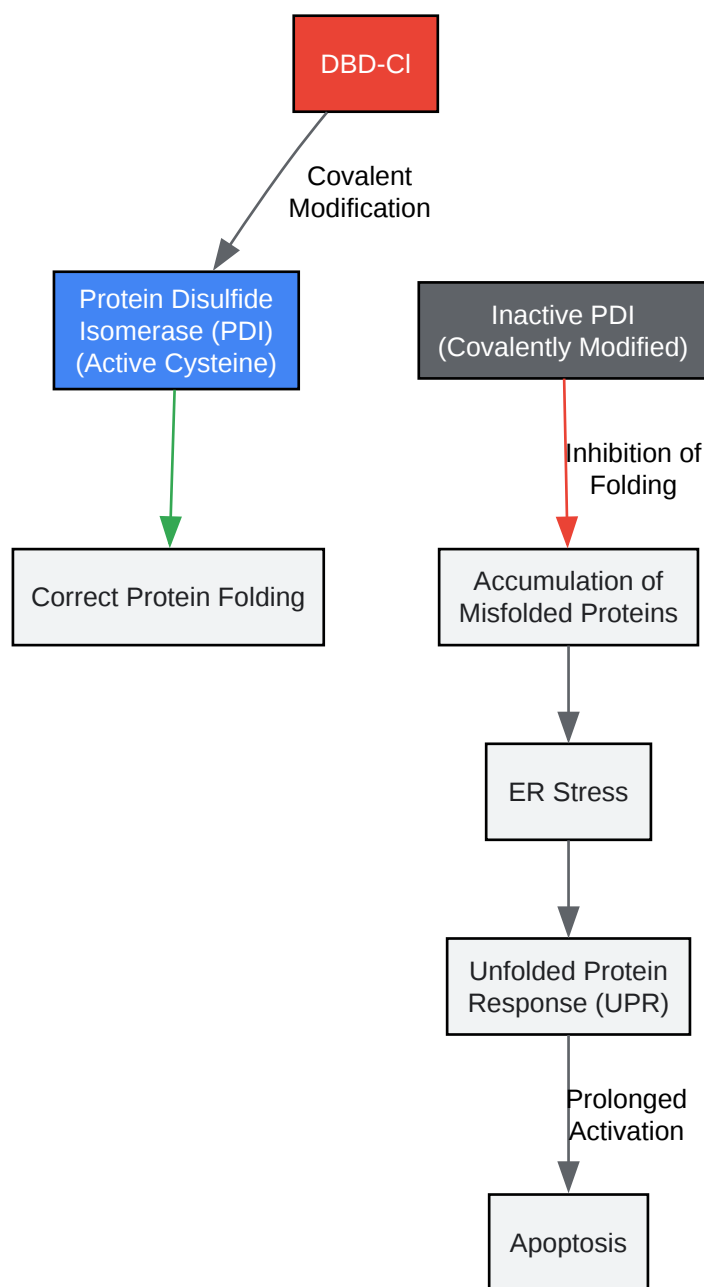 DBD-Cl
Covalent
Modification
Protein Disulfide
Isomerase (PDI)
(Active Cysteine)
Inactive PDI
(Covalently Modified)
Inhibition of
Folding
Correct Protein Folding
Accumulation of
Misfolded Proteins
ER Stress
Unfolded Protein
Response (UPR)
Prolonged
Activation
Apoptosis